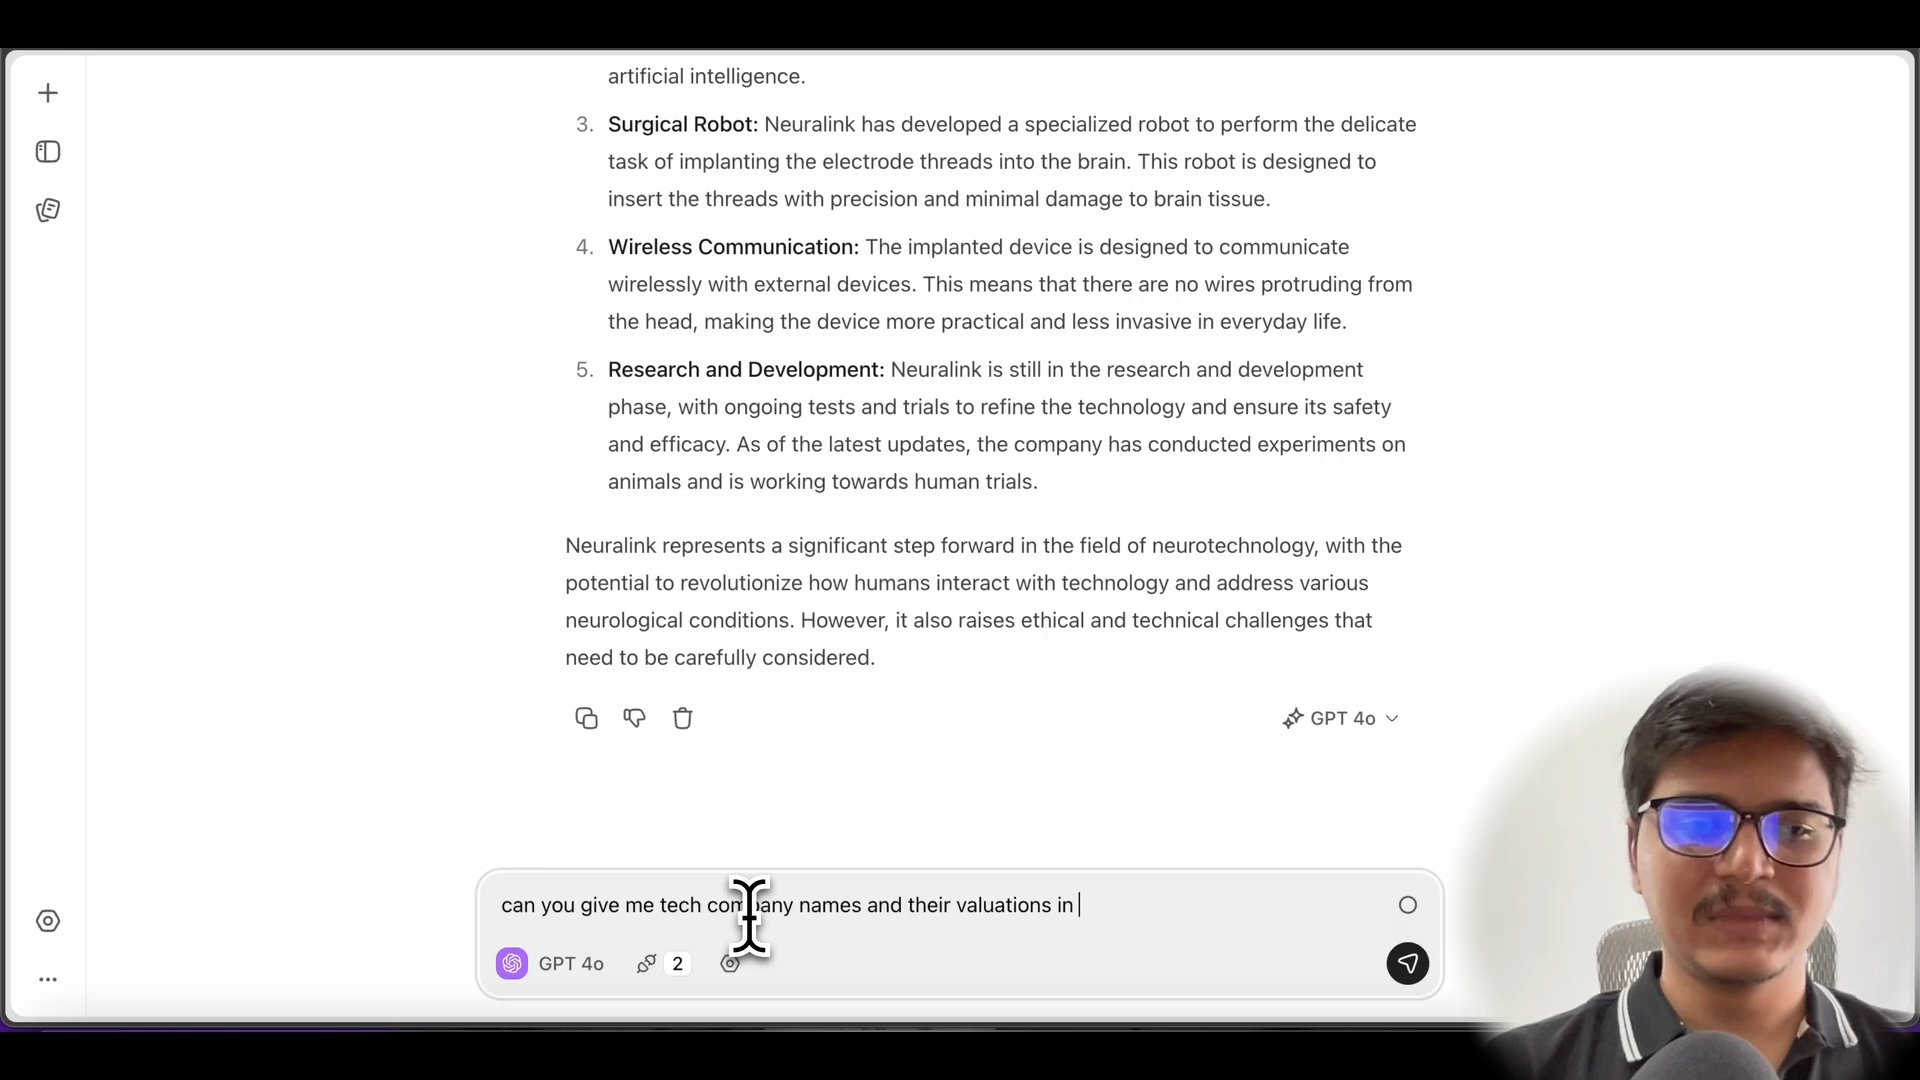 artificial intelligence.
3. Surgical Robot: Neuralink has developed a specialized robot to perform the delicate
task of implanting the electrode threads into the brain. This robot is designed to
insert the threads with precision and minimal damage to brain tissue.
4. Wireless Communication: The implanted device is designed to communicate
wirelessly with external devices. This means that there are no wires protruding from
the head, making the device more practical and less invasive in everyday life.
5. Research and Development: Neuralink is still in the research and development
phase, with ongoing tests and trials to refine the technology and ensure its safety
and efficacy. As of the latest updates, the company has conducted experiments on
animals and is working towards human trials.
Neuralink represents a significant step forward in the field of neurotechnology, with the
potential to revolutionize how humans interact with technology and address various
neurological conditions. However, it also raises ethical and technical challenges that
need to be carefully considered.
GPT 4o
can you give me tech company names and their valuations in
GPT 4o 2